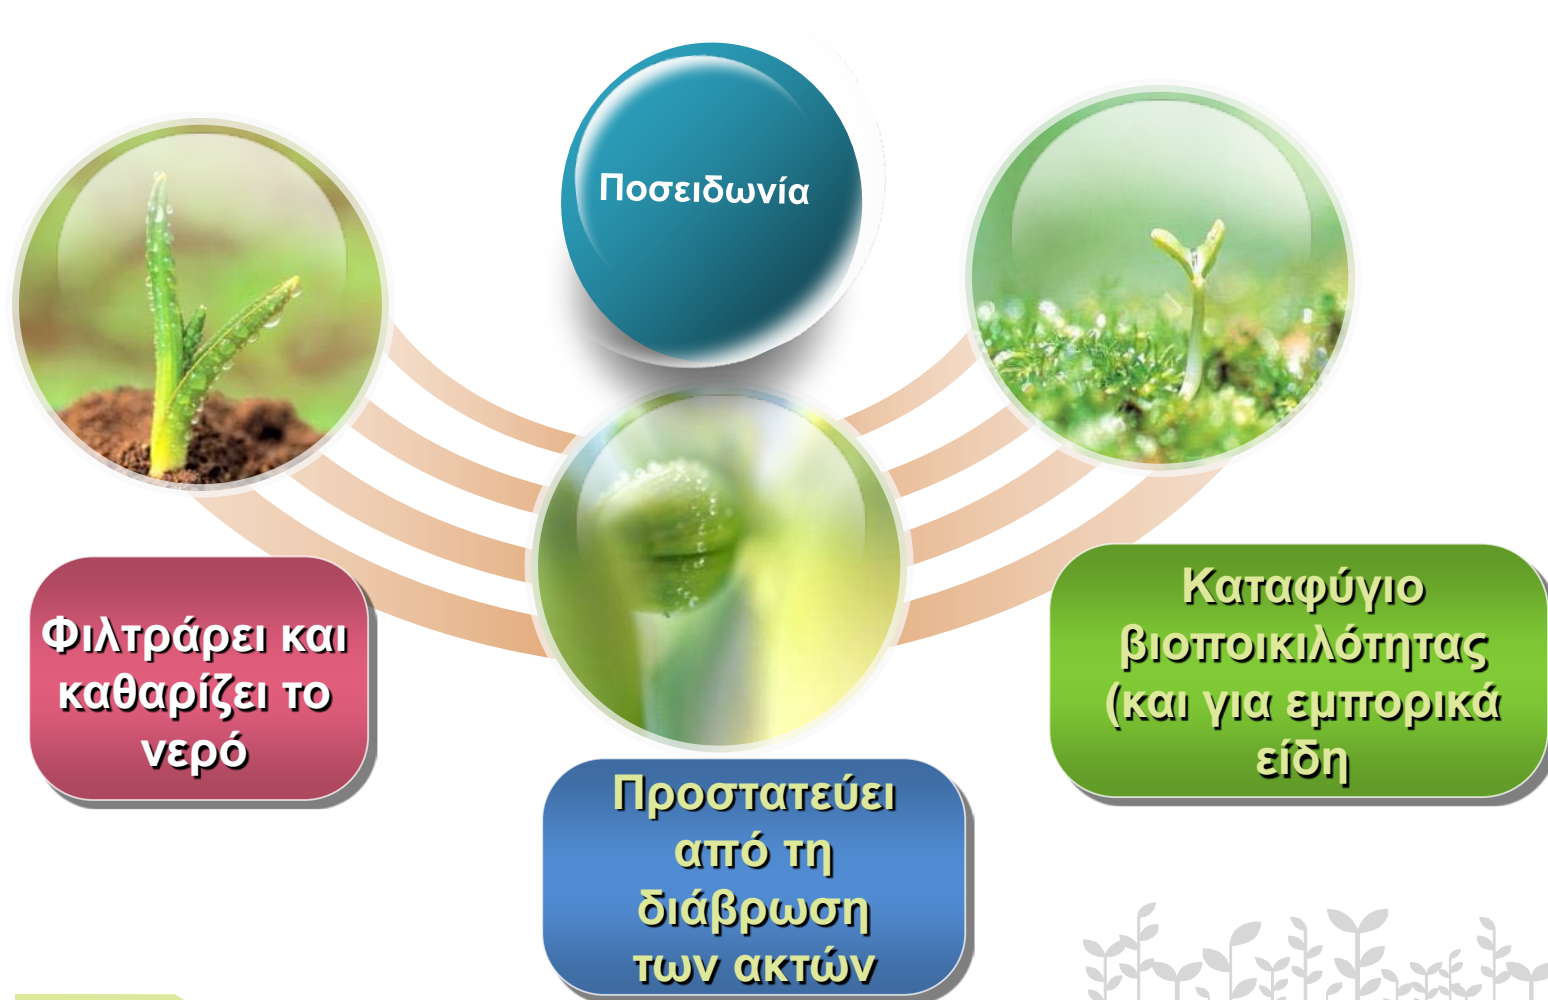 Ποσειδωνία
Φιλτράρει και
καθαρίζει το
νερό
Προστατεύει
από τη
διάβρωση
των ακτών
Καταφύγιο
βιοποικιλότητας
(και για εμπορικά
είδη